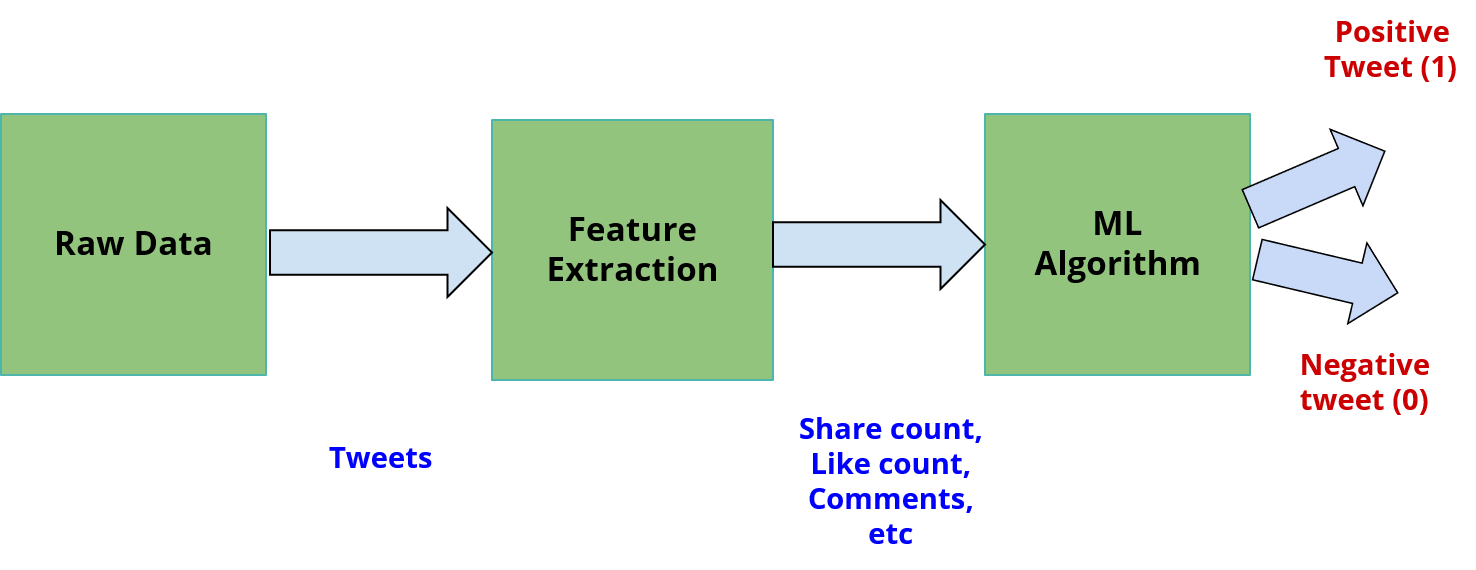 Positive
Tweet (1)
Raw Data
Feature
Extraction
ML
Algorithm
Negative
tweet (0)
Tweets
Share count,
Like count,
Comments,
etc